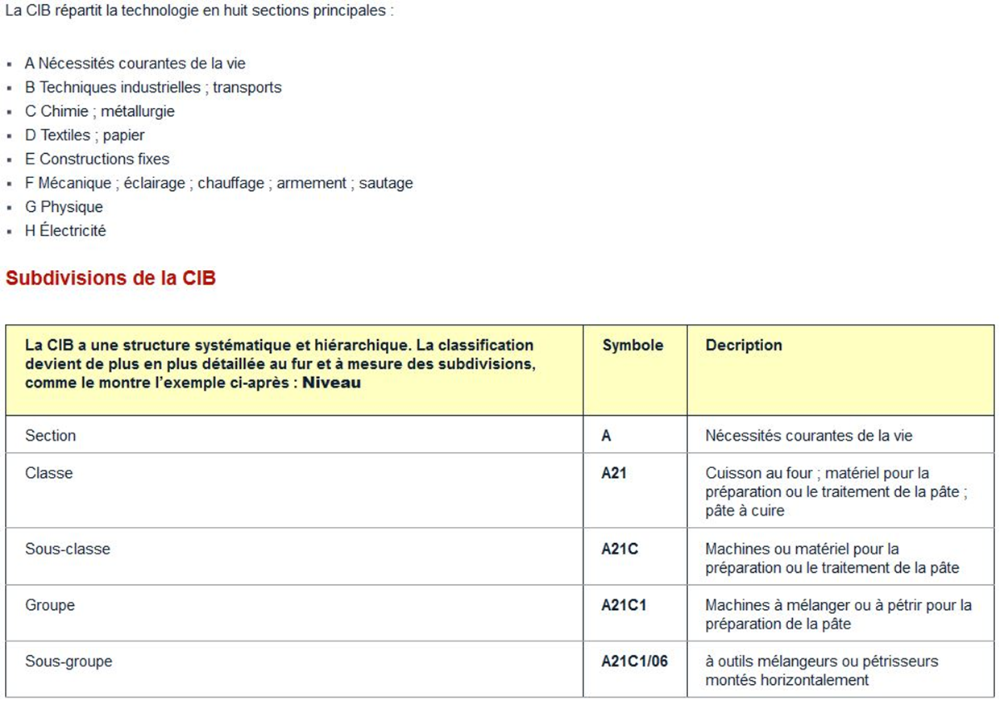 La CIB répartit la technologie en huit sections principales :
▪ A Nécessités courantes de la vie
▪ B Techniques industrielles ; transports
▪ C Chimie ; métallurgie
▪ D Textiles ; papier
▪ E Constructions fixes
▪ F Mécanique ; éclairage ; chauffage ; armement ; sautage
▪ G Physique
▪ H Électricité
Subdivisions de la CIB
La CIB a une structure systématique et hiérarchique. La classification
devient de plus en plus détaillée au fur et à mesure des subdivisions,
comme le montre l'exemple ci-après : Niveau
Symbole
Decription
Section
A
Nécessités courantes de la vie
Classe
A21
Cuisson au four ; matériel pour la
préparation ou le traitement de la pâte ;
pâte à cuire
Sous-classe
A21C
Machines ou matériel pour la
préparation ou le traitement de la pâte
Groupe
A21C1
Machines à mélanger ou à pétrir pour la
préparation de la pâte
Sous-groupe
A21C1/06
à outils mélangeurs ou pétrisseurs
montés horizontalement